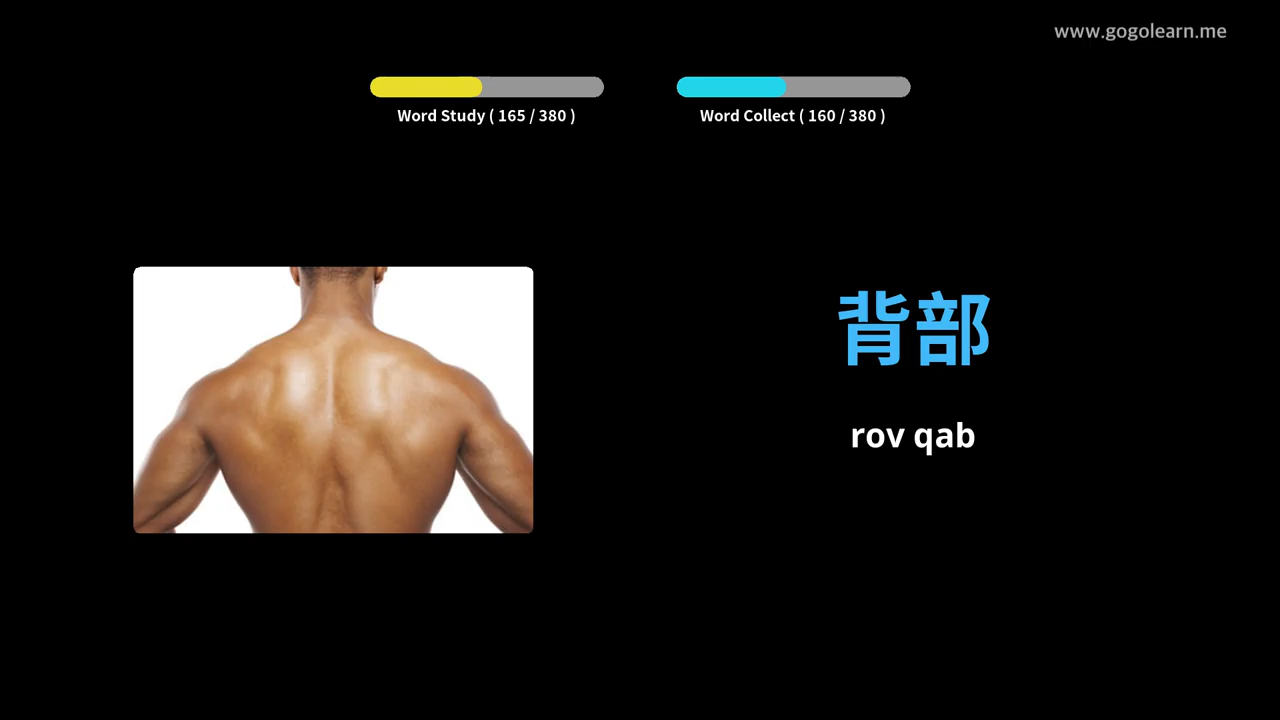 www.gogolearn.me
Word Study ( 165 / 380 )
Word Collect ( 160 / 380 )
背部
rov qab